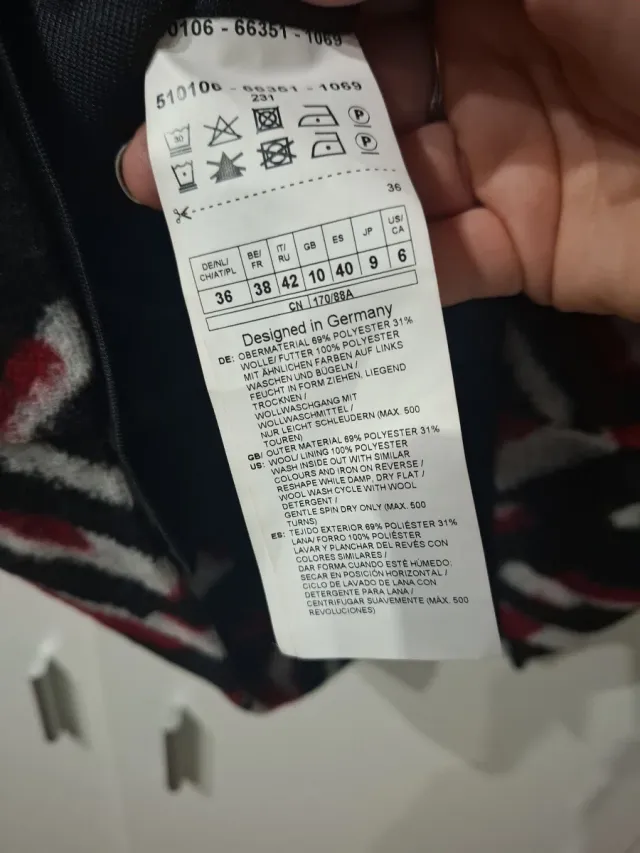 0106 - 66351 - 1069
510106 - 66351 - 1069
231
30
P
P
36
DE/NL/ CH/AT/PL BE/ FR IT/ RU GB ES JP US/ CA
36 38 42 10 40 9 6
CN 170/88A
Designed in Germany
DE: OBERMATERIAL 69% POLYESTER 31%
WOLLE/ FUTTER 100% POLYESTER
MIT ÄHNLICHEN FARBEN AUF LINKS
WASCHEN UND BÜGELN /
FEUCHT IN FORM ZIEHEN, LIEGEND
TROCKNEN /
WOLLWASCHGANG MIT
WOLLWASCHMITTEL /
NUR LEICHT SCHLEUDERN (MAX. 500
TOUREN)
GB/ OUTER MATERIAL 69% POLYESTER 31%
US: WOOL/ LINING 100% POLYESTER
WASH INSIDE OUT WITH SIMILAR
COLOURS AND IRON ON REVERSE /
RESHAPE WHILE DAMP, DRY FLAT /
WOOL WASH CYCLE WITH WOOL
DETERGENT /
GENTLE SPIN DRY ONLY (MAX. 500
TURNS)
ES: TEJIDO EXTERIOR 69% POLIÉSTER 31%
LANA/ FORRO 100% POLIÉSTER
LAVAR Y PLANCHAR DEL REVÉS CON
COLORES SIMILARES /
DAR FORMA CUANDO ESTÉ HÚMEDO,
SECAR EN POSICIÓN HORIZONTAL /
CICLO DE LAVADO DE LANA CON
DETERGENTE PARA LANA /
CENTRIFUGAR SUAVEMENTE (MÁX. 500
REVOLUCIONES)